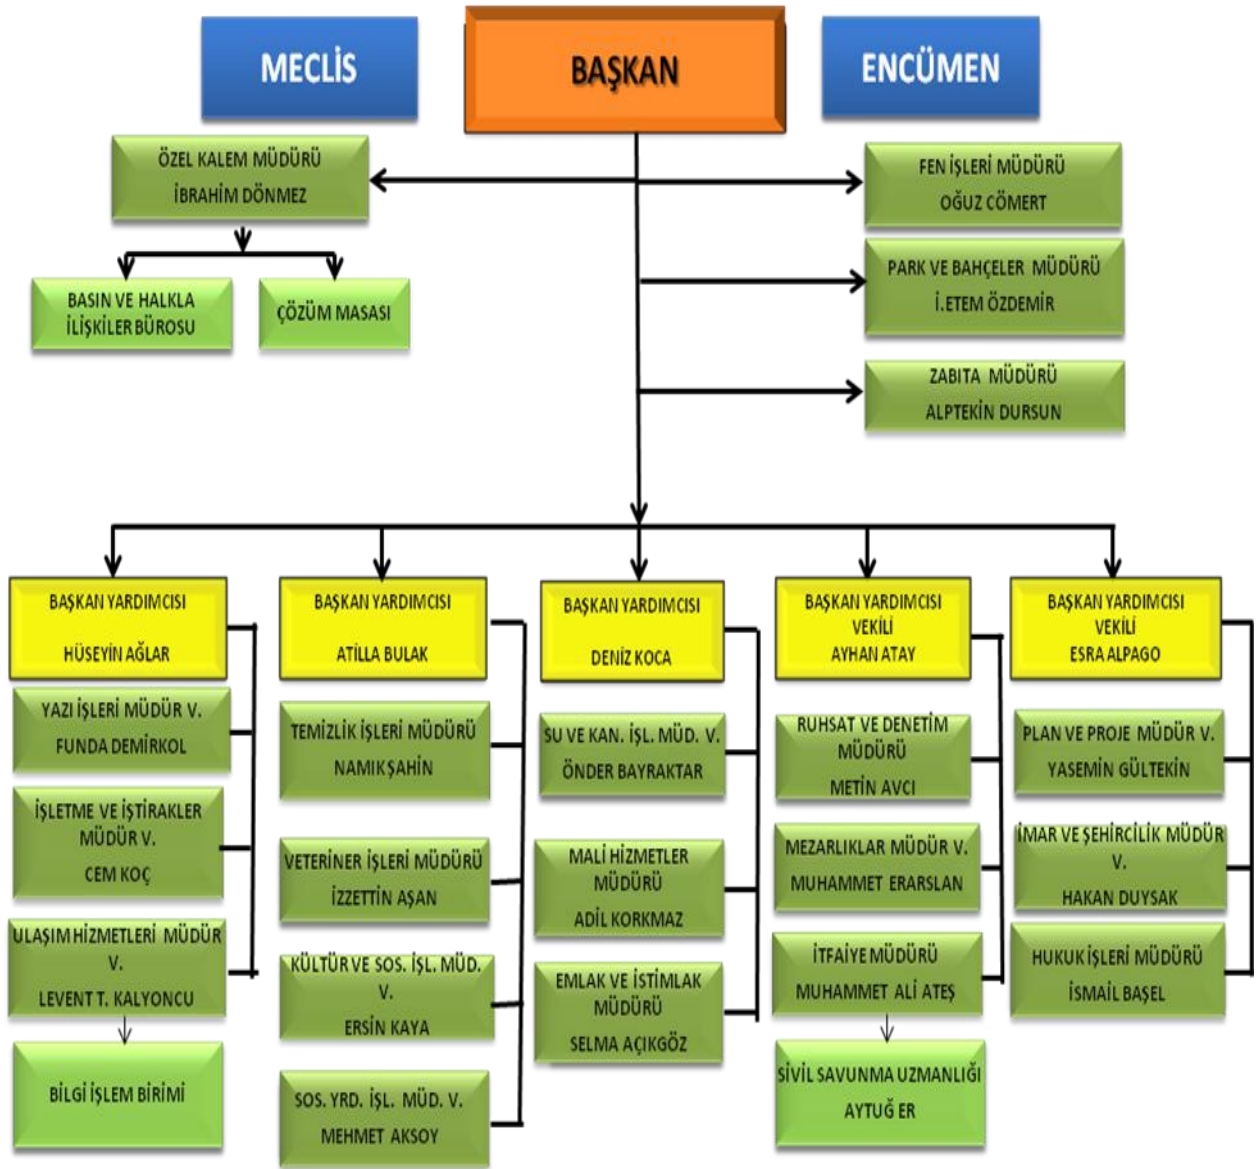 MECLİS
BAŞKAN
ENCÜMEN
ÖZEL KALEM MÜDÜRÜ
İBRAHİM DÖNMEZ
BASIN VE HALKLA
İLİŞKİLER BÜROSU
ÇÖZÜM MASASI
FEN İŞLERİ MÜDÜRÜ
OĞUZ CÖMERT
PARK VE BAHÇELER MÜDÜRÜ
İ.ETEM ÖZDEMİR
ZABITA MÜDÜRÜ
ALPTEKİN DURSUN
BAŞKAN YARDIMCISI
HÜSEYİN AĞLAR
YAZI İŞLERİ MÜDÜR V.
FUNDA DEMİRKOL
İŞLETME VE İŞTİRAKLER
MÜDÜR V.
CEM KOÇ
ULAŞIM HİZMETLERİ MÜDÜR
V.
LEVENT T. KALYONCU
BİLGİ İŞLEM BİRİMİ
BAŞKAN YARDIMCISI
ATİLLA BULAK
TEMİZLİK İŞLERİ MÜDÜRÜ
NAMIK ŞAHİN
VETERİNER İŞLERİ MÜDÜRÜ
İZZETTİN AŞAN
KÜLTÜR VE SOS. İŞL. MÜD.
V.
ERSİN KAYA
SOS. YRD. İŞL. MÜD. V.
MEHMET AKSOY
BAŞKAN YARDIMCISI
DENİZ KOCA
SU VE KAN. İŞL. MÜD. V.
ÖNDER BAYRAKTAR
MALİ HİZMETLER
MÜDÜRÜ
ADİL KORKMAZ
EMLAK VE İSTİMLAK
MÜDÜRÜ
SELMA AÇIKGÖZ
BAŞKAN YARDIMCISI
VEKİLİ
AYHAN ATAY
RUHSAT VE DENETİM
MÜDÜRÜ
METİN AVCI
MEZARLIKLAR MÜDÜR V.
MUHAMMET ERARSLAN
İTFAİYE MÜDÜRÜ
MUHAMMET ALİ ATEŞ
SİVİL SAVUNMA UZMANLIĞI
AYTUĞ ER
BAŞKAN YARDIMCISI
VEKİLİ
ESRA ALPAGO
PLAN VE PROJE MÜDÜR V.
YASEMİN GÜLTEKİN
İMAR VE ŞEHİRCİLİK MÜDÜR
V.
HAKAN DUYSAK
HUKUK İŞLERİ MÜDÜRÜ
İSMAİL BAŞEL